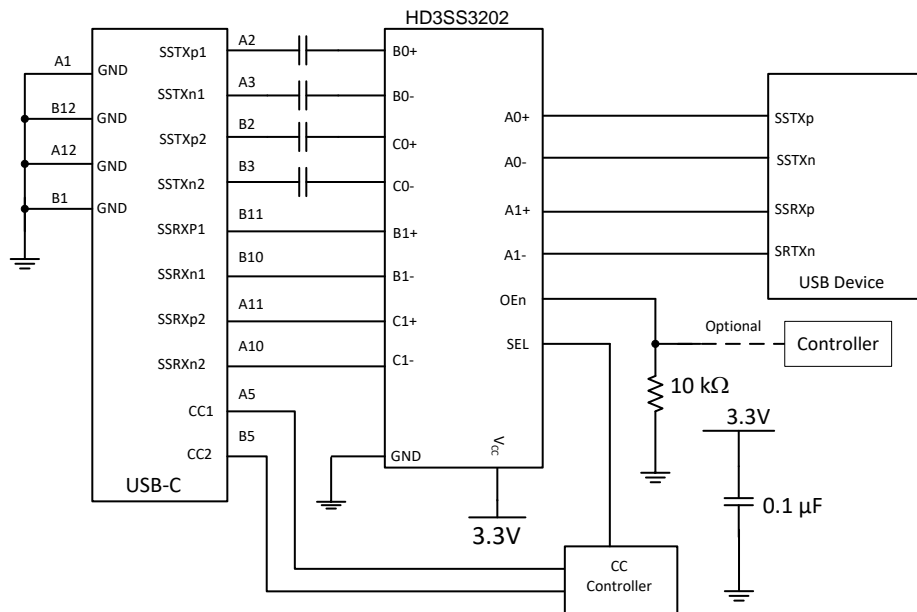 HD3SS3202
A2
SSTXp1
B0+
A1
GND
A3
SSTXn1
B0-
B12
GND
B2
SSTXp2
C0+
A0+
SSTXp
A12
GND
B3
SSTXn2
C0-
A0-
SSTXn
B1
GND
B11
SSRXP1
B1+
A1+
SSRXp
B10
SSRXn1
B1-
A1-
SRTXn
USB Device
A11
SSRXp2
C1+
OEn
Optional
Controller
A10
SSRXn2
C1-
SEL
10 kΩ
A5
CC1
3.3V
B5
CC2
GND
Vcc
USB-C
3.3V
0.1 µF
CC
Controller